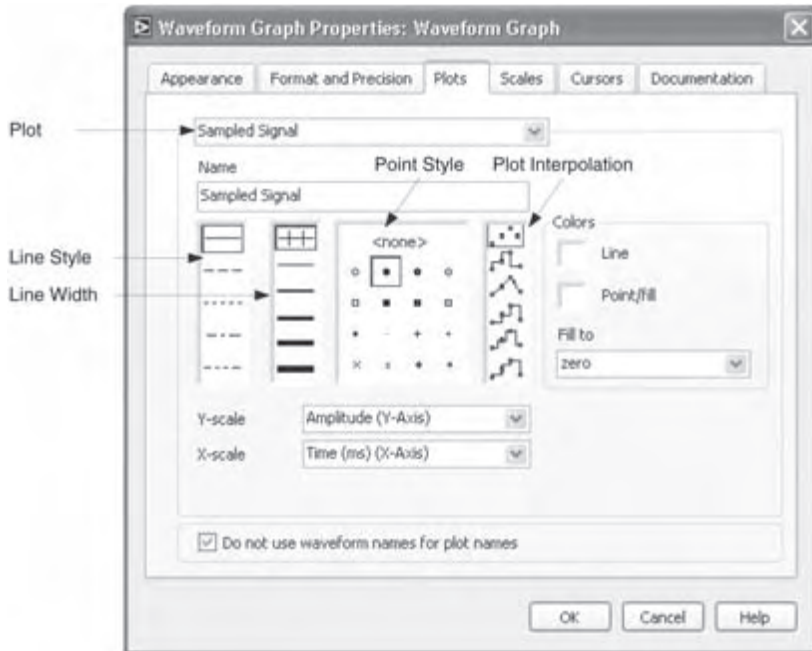 Waveform Graph Properties: Waveform Graph
Appearance Format and Precision Plots Scales Cursors Documentation
Plot
Sampled Signal
Name
Point Style
Plot Interpolation
Sampled Signal
Colors
<none>
Line
Line Style
Line Width
Point/fill
Fill to
zero
Y-scale
Amplitude (Y-Axis)
X-scale
Time (ms) (X-Axis)
Do not use waveform names for plot names
OK Cancel Help